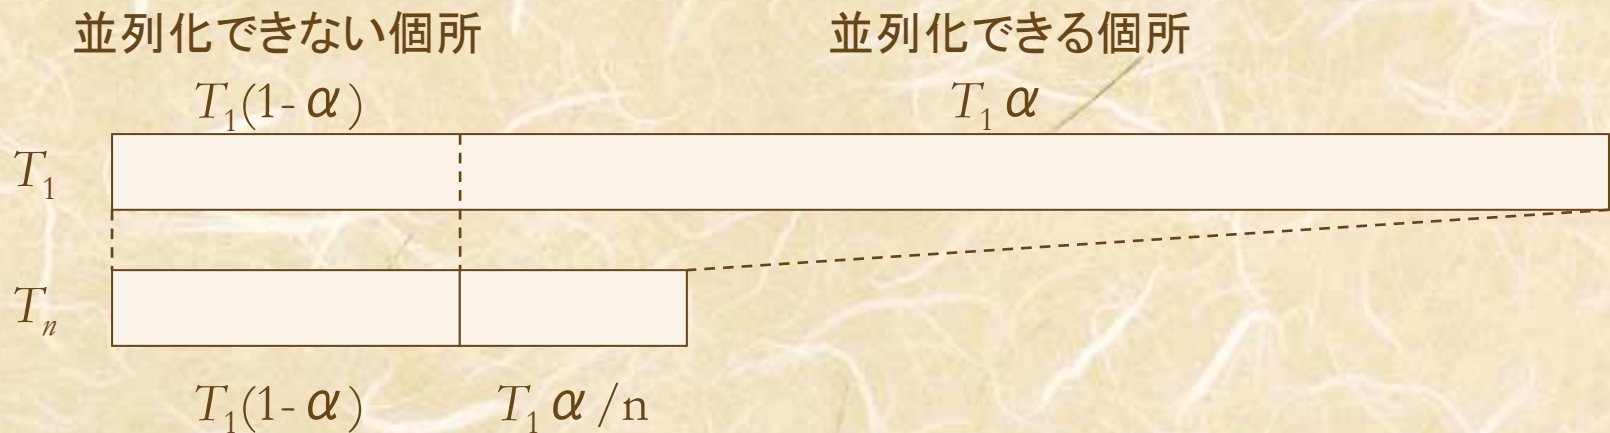 並列化できない個所 並列化できる個所
T₁(1-α) T₁α
T₁
Tₙ
T₁(1-α) T₁α/n